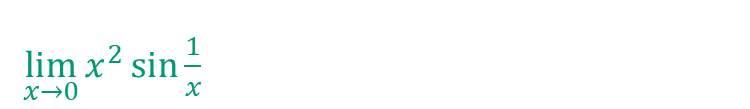 lim x→0 x² sin 1/x